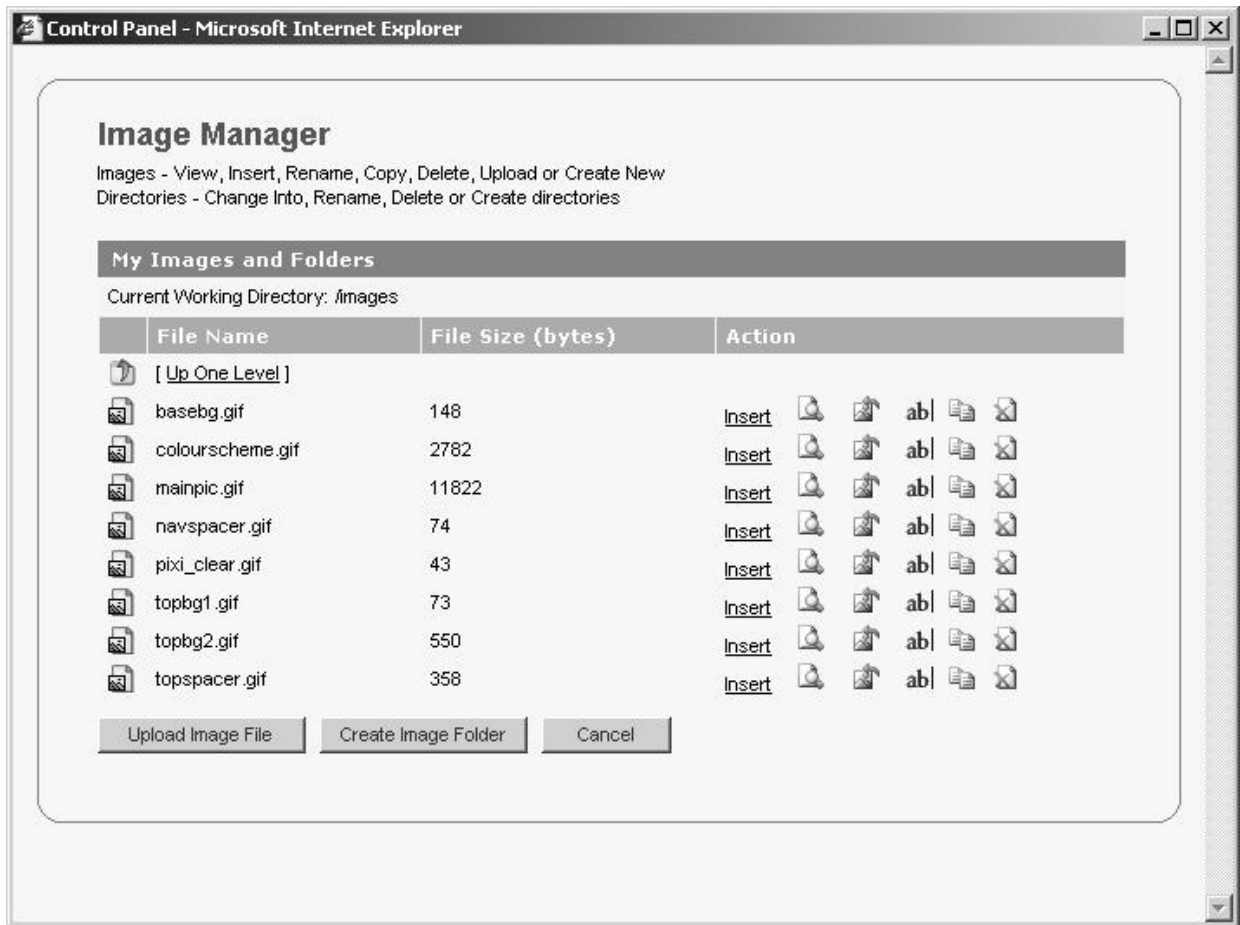 Control Panel - Microsoft Internet Explorer
Image Manager
Images - View, Insert, Rename, Copy, Delete, Upload or Create New
Directories - Change Into, Rename, Delete or Create directories
My Images and Folders
Current Working Directory: /images
File Name File Size (bytes) Action
[ Up One Level ]
basebg.gif 148 Insert ab|
colourscheme.gif 2782 Insert ab|
mainpic.gif 11822 Insert ab|
navspacer.gif 74 Insert ab|
pixi_clear.gif 43 Insert ab|
topbg1.gif 73 Insert ab|
topbg2.gif 550 Insert ab|
topspacer.gif 358 Insert ab|
Upload Image File Create Image Folder Cancel